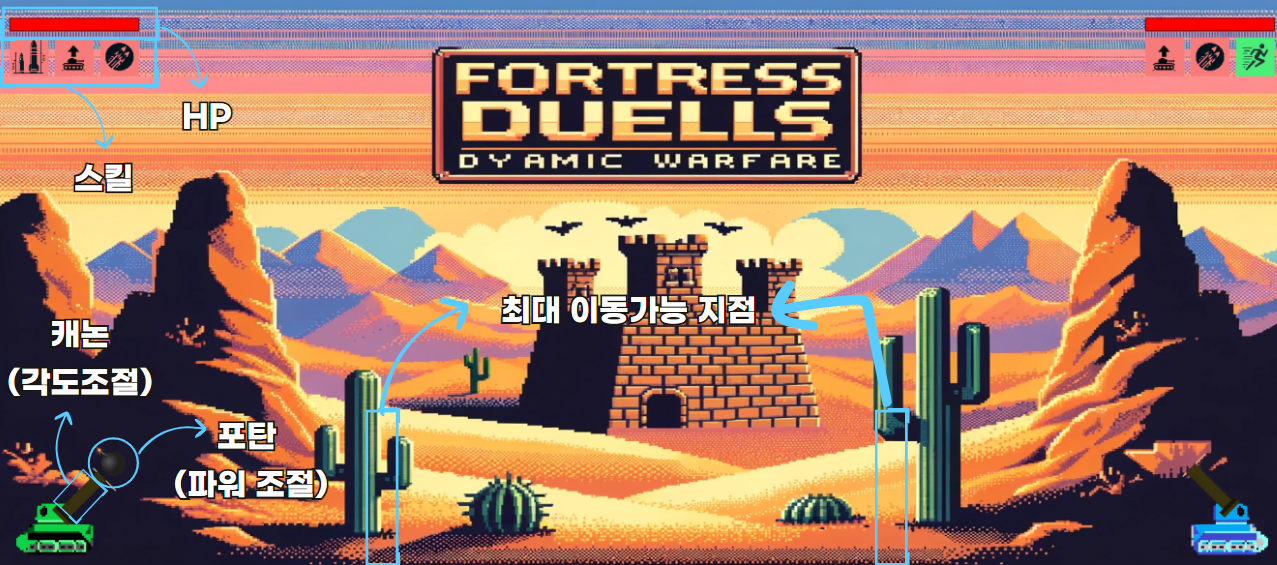 HP
스킬
FORTRESS
DUELLS
DYAMIC WARFARE
최대 이동가능 지점
캐논
(각도조절)
포탄
(파워 조절)